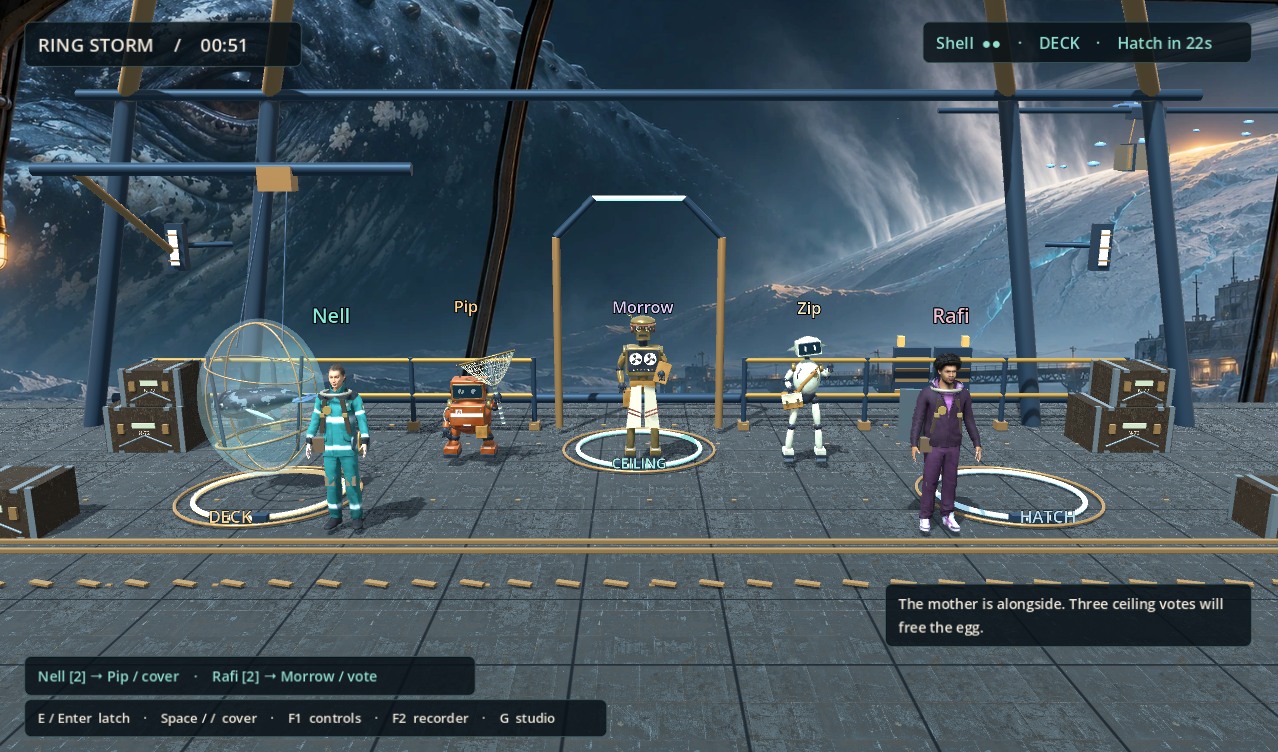 RING STORM / 00:51
Shell •• · DECK · Hatch in 22s
Nell
Pip
Morrow
Zip
Rafi
CEILING
DECK
HATCH
The mother is alongside. Three ceiling votes will
free the egg.
Nell [2] → Pip / cover · Rafi [2] → Morrow / vote
E / Enter latch · Space / / cover · F1 controls · F2 recorder · G studio